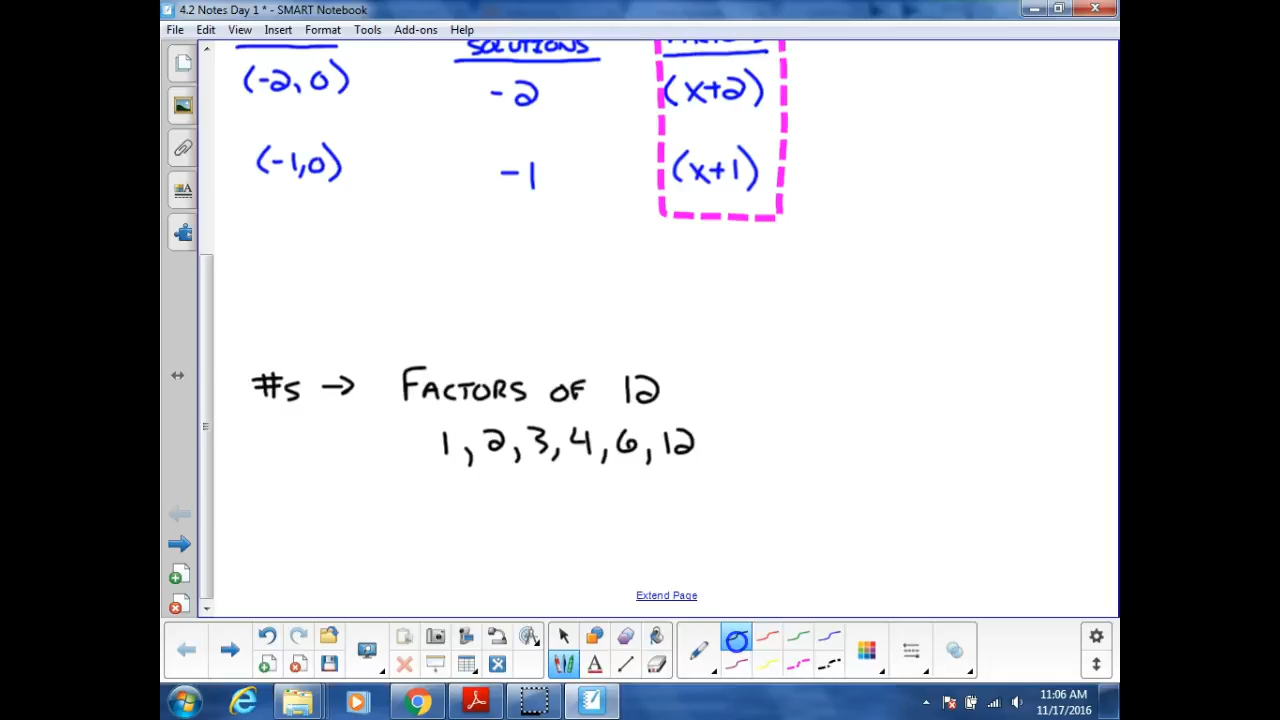 4.2 Notes Day 1 * - SMART Notebook
File Edit View Insert Format Tools Add-ons Help
SOLUTIONS
(-2, 0) -2 (x+2)
(-1,0) -1 (x+1)
#5 → FACTORS OF 12
1, 2, 3, 4, 6, 12
Extend Page
11:06 AM
11/17/2016